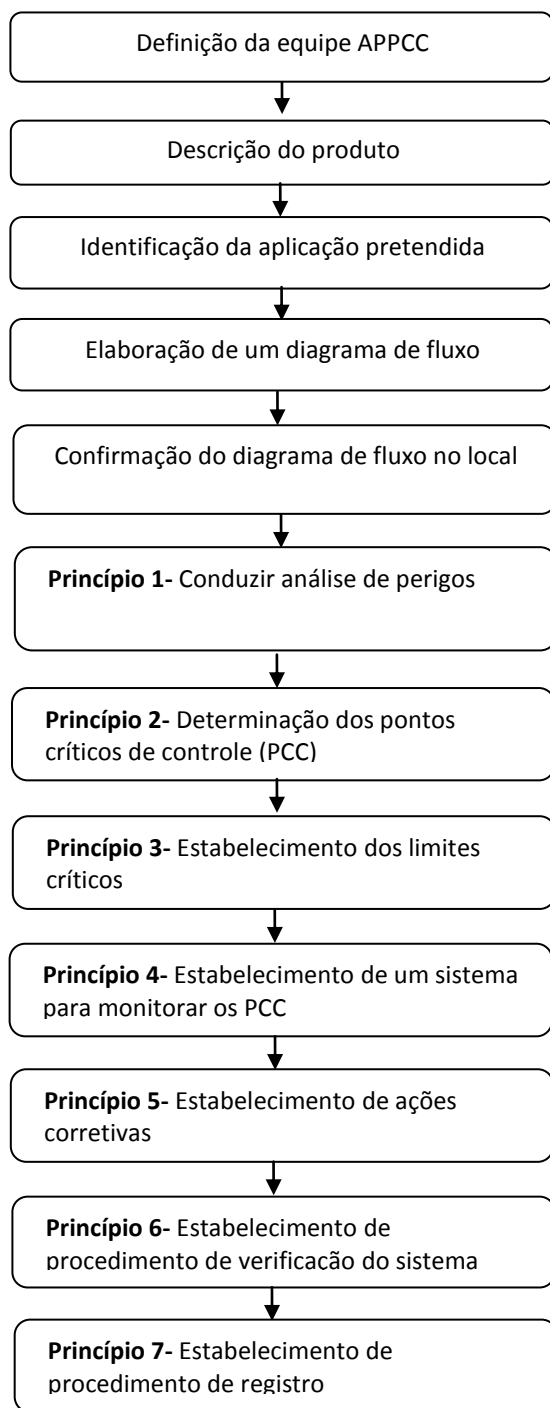 Definição da equipe APPCC
Descrição do produto
Identificação da aplicação pretendida
Elaboração de um diagrama de fluxo
Confirmação do diagrama de fluxo no local
Princípio 1- Conduzir análise de perigos
Princípio 2- Determinação dos pontos
críticos de controle (PCC)
Princípio 3- Estabelecimento dos limites
críticos
Princípio 4- Estabelecimento de um sistema
para monitorar os PCC
Princípio 5- Estabelecimento de ações
corretivas
Princípio 6- Estabelecimento de
procedimento de verificação do sistema
Princípio 7- Estabelecimento de
procedimento de registro